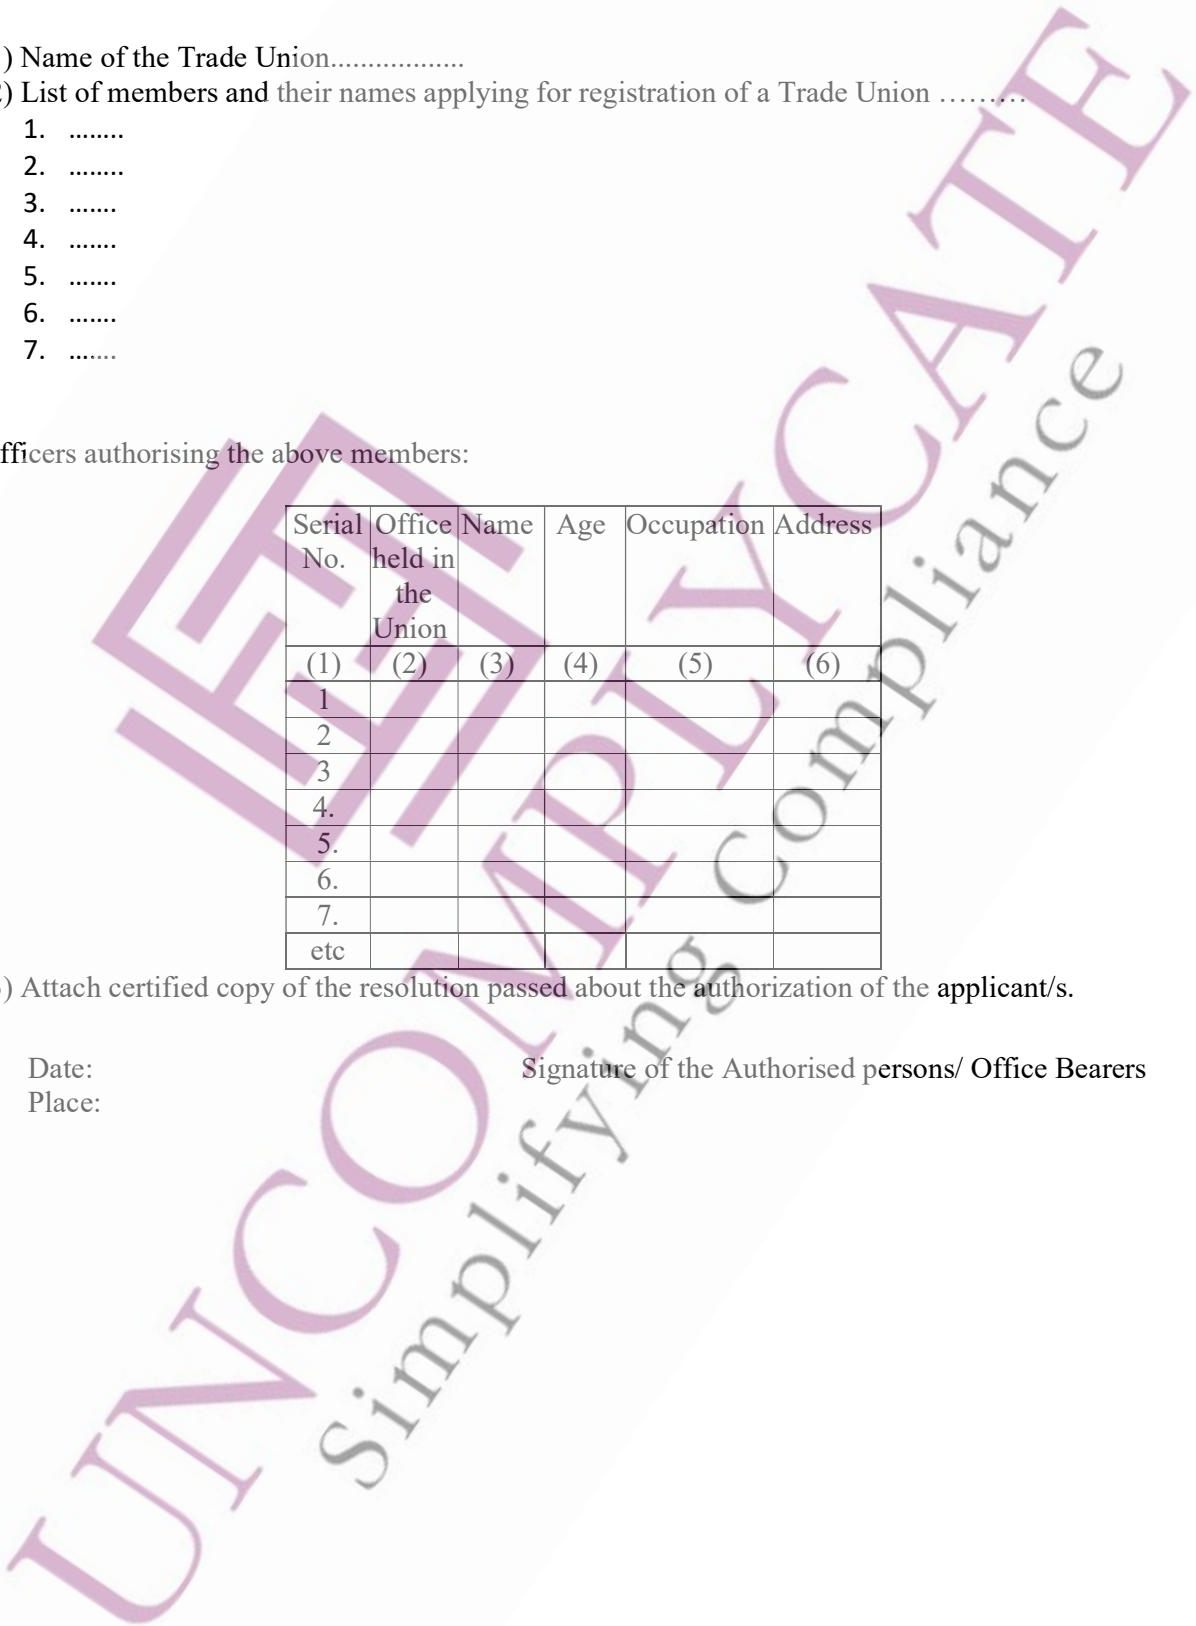 ) Name of the Trade Union..................
) List of members and their names applying for registration of a Trade Union .........
1. ........
2. ........
3. .......
4. .......
5. .......
6. .......
7. .......
fficers authorising the above members:
Serial No. Office held in the Union Name Age Occupation Address
(1) (2) (3) (4) (5) (6)
1
2
3
4.
5.
6.
7.
etc
) Attach certified copy of the resolution passed about the authorization of the applicant/s.
Date: Signature of the Authorised persons/ Office Bearers
Place:
UNCOMPLYCATE
Simplifying Compliance